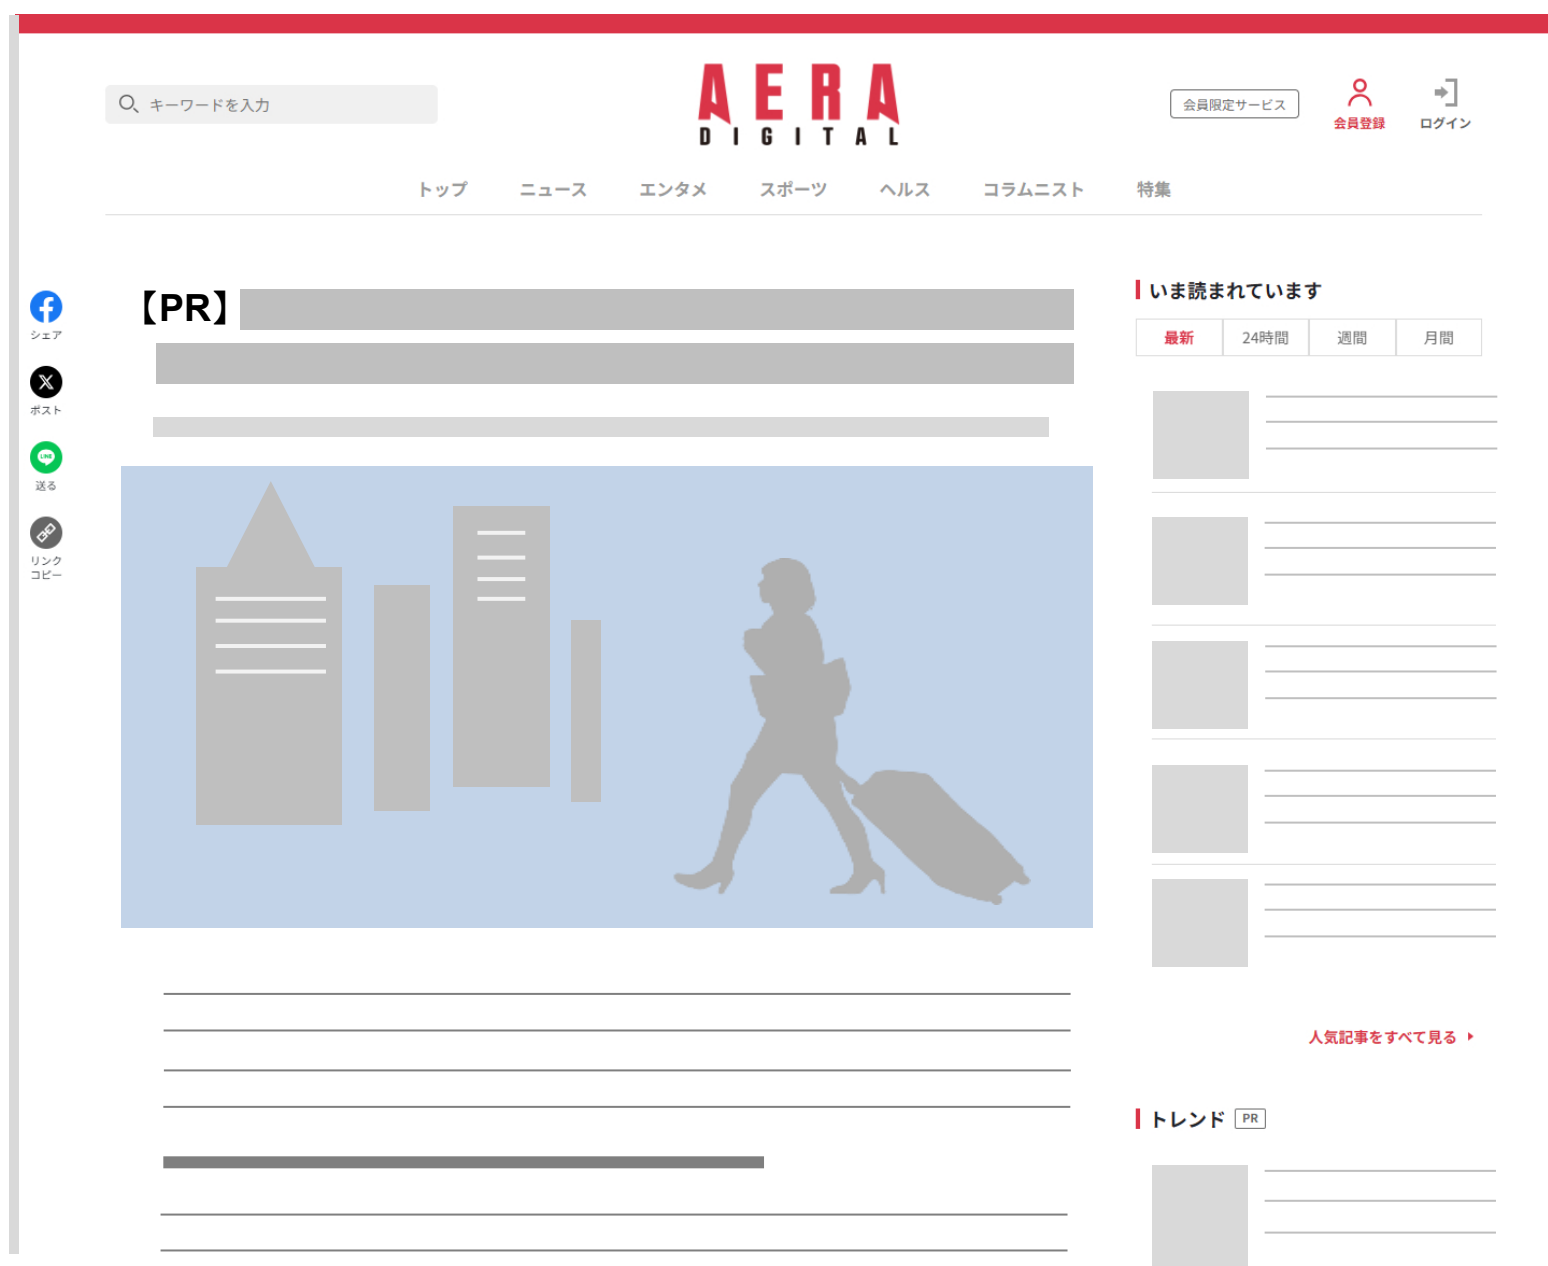 キーワードを入力
AERA
DIGITAL
会員限定サービス
会員登録
ログイン
トップ ニュース エンタメ スポーツ ヘルス コラムニスト 特集
シェア
ポスト
LINE
送る
リンク
コピー
【PR】
いま読まれています
最新 24時間 週間 月間
人気記事をすべて見る
トレンド PR